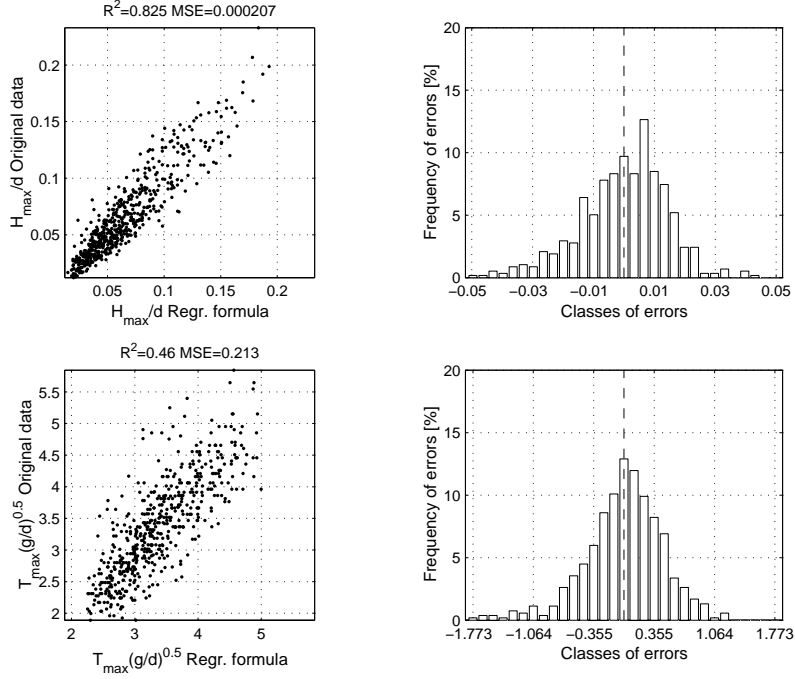 R²=0.825 MSE=0.000207
H_max/d Original data
0.2
0.15
0.1
0.05
0.05 0.1 0.15 0.2
H_max/d Regr. formula
Frequency of errors [%]
20
15
10
5
0
−0.05 −0.03 −0.01 0.01 0.03 0.05
Classes of errors
R²=0.46 MSE=0.213
T_max(g/d)^0.5 Original data
5.5
5
4.5
4
3.5
3
2.5
2
2 3 4 5
T_max(g/d)^0.5 Regr. formula
Frequency of errors [%]
20
15
10
5
0
−1.773 −1.064 −0.355 0.355 1.064 1.773
Classes of errors